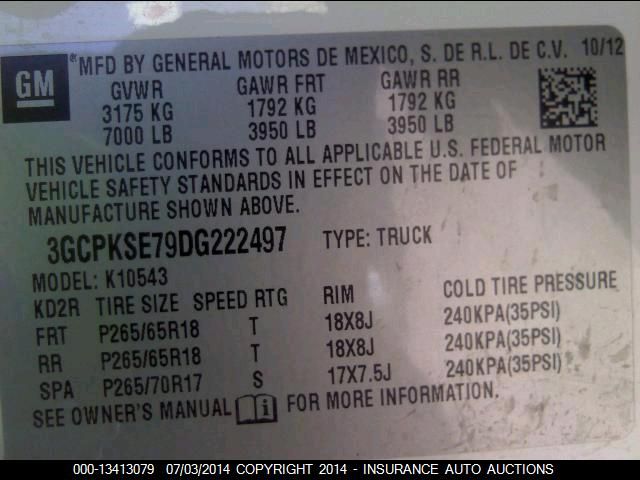 GM
MFD BY GENERAL MOTORS DE MEXICO, S. DE R.L. DE C.V. 10/12
GVWR GAWR FRT GAWR RR
3175 KG 1792 KG 1792 KG
7000 LB 3950 LB 3950 LB
THIS VEHICLE CONFORMS TO ALL APPLICABLE U.S. FEDERAL MOTOR
VEHICLE SAFETY STANDARDS IN EFFECT ON THE DATE OF
MANUFACTURE SHOWN ABOVE.
3GCPKSE79DG222497 TYPE: TRUCK
MODEL: K10543
KD2R TIRE SIZE SPEED RTG RIM COLD TIRE PRESSURE
FRT P265/65R18 T 18X8J 240KPA(35PSI)
RR P265/65R18 T 18X8J 240KPA(35PSI)
SPA P265/70R17 S 17X7.5J 240KPA(35PSI)
SEE OWNER'S MANUAL FOR MORE INFORMATION.
000-13413079 07/03/2014 COPYRIGHT 2014 - INSURANCE AUTO AUCTIONS